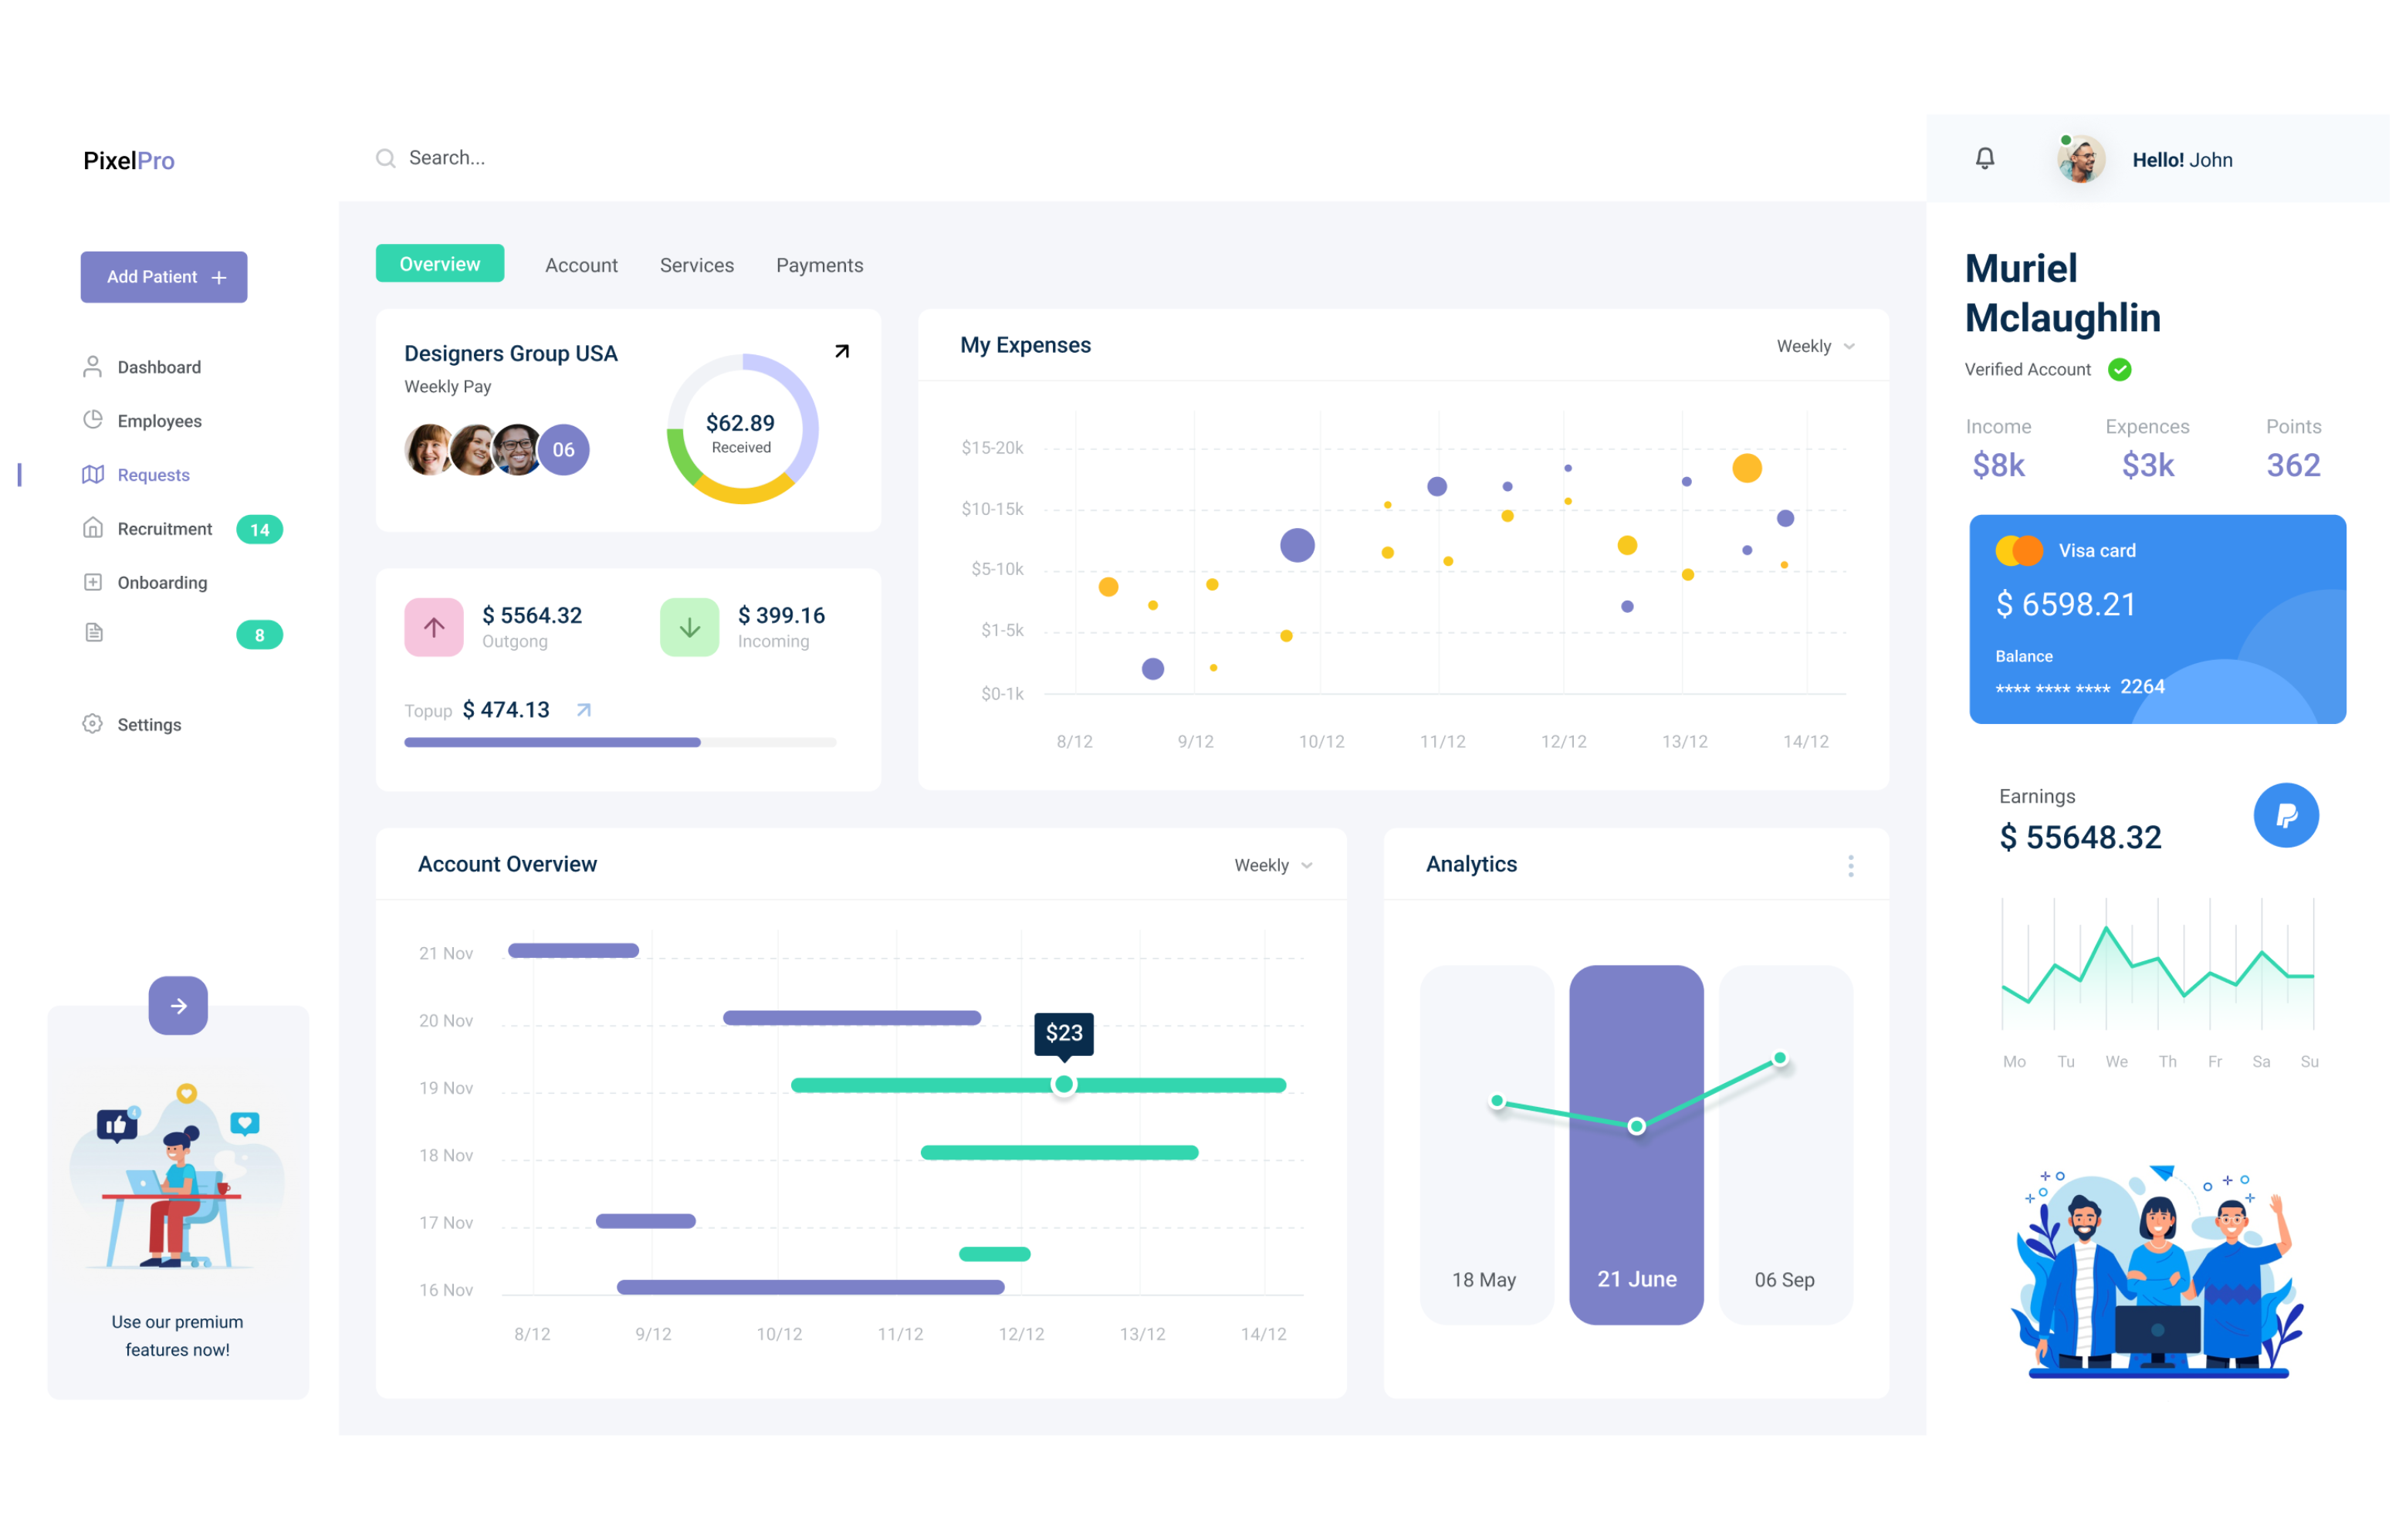 PixelPro
Search...
Hello! John
Add Patient +
Dashboard
Employees
Requests
Recruitment 14
Onboarding
8
Settings
Use our premium
features now!
Overview Account Services Payments
Designers Group USA
Weekly Pay
06
$62.89
Received
$ 5564.32
Outgong
$ 399.16
Incoming
Topup $ 474.13
My Expenses
Weekly
$15-20k
$10-15k
$5-10k
$1-5k
$0-1k
8/12 9/12 10/12 11/12 12/12 13/12 14/12
Account Overview
Weekly
21 Nov
20 Nov
$23
19 Nov
18 Nov
17 Nov
16 Nov
8/12 9/12 10/12 11/12 12/12 13/12 14/12
Analytics
18 May 21 June 06 Sep
Muriel
Mclaughlin
Verified Account
Income Expences Points
$8k $3k 362
Visa card
$ 6598.21
Balance
**** **** **** 2264
Earnings
$ 55648.32
Mo Tu We Th Fr Sa Su